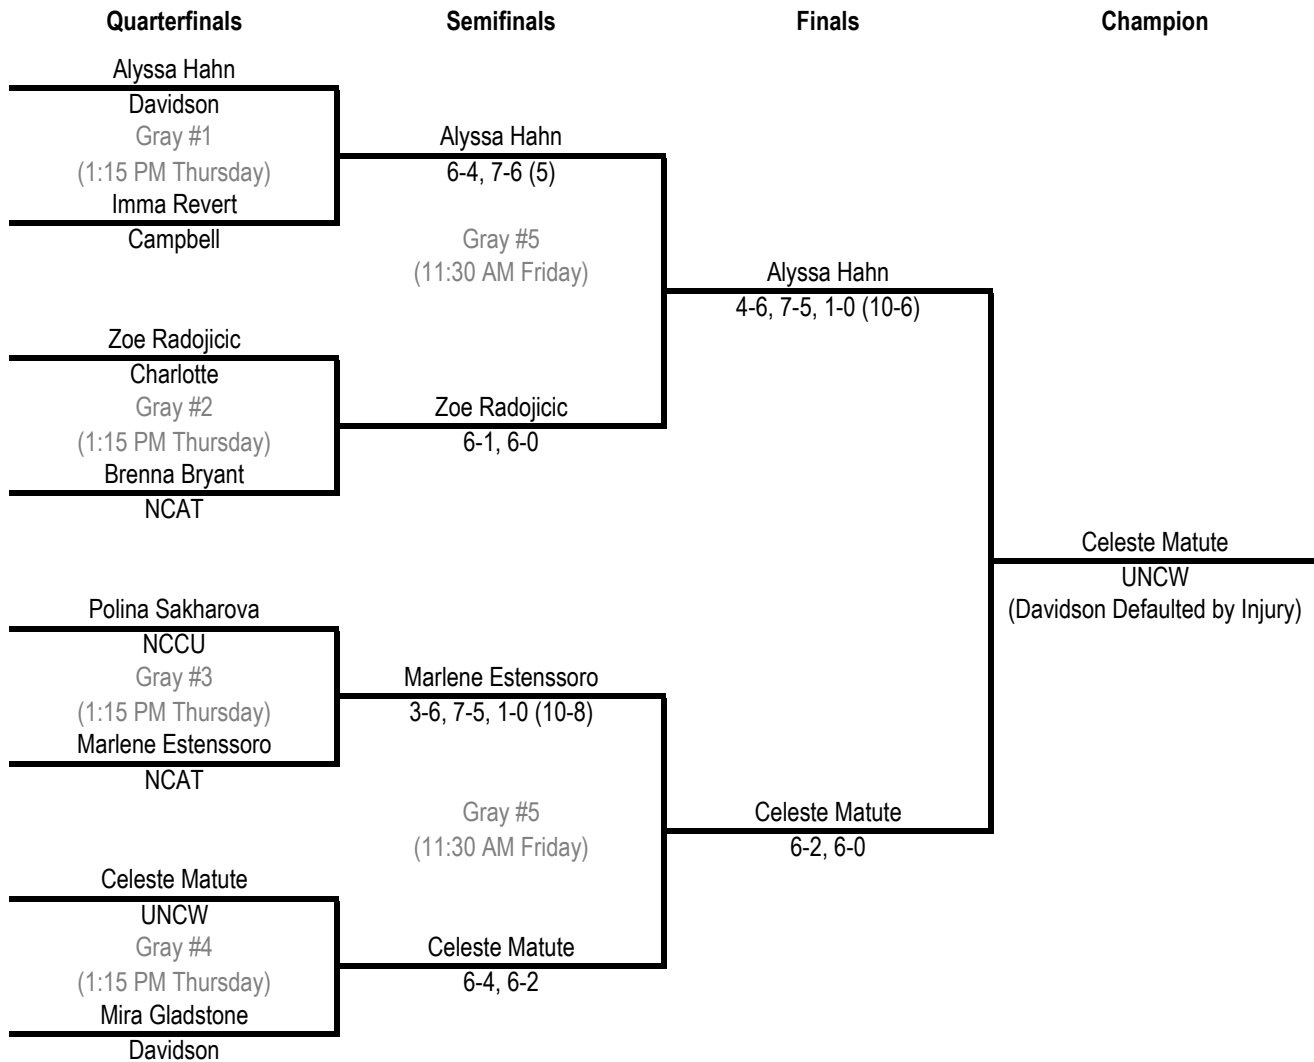 Quarterfinals Semifinals Finals Champion
Alyssa Hahn
Davidson
Gray #1
(1:15 PM Thursday)
Imma Revert
Campbell
Zoe Radojicic
Charlotte
Gray #2
(1:15 PM Thursday)
Brenna Bryant
NCAT
Polina Sakharova
NCCU
Gray #3
(1:15 PM Thursday)
Marlene Estenssoro
NCAT
Celeste Matute
UNCW
Gray #4
(1:15 PM Thursday)
Mira Gladstone
Davidson
Alyssa Hahn
6-4, 7-6 (5)
Gray #5
(11:30 AM Friday)
Zoe Radojicic
6-1, 6-0
Marlene Estenssoro
3-6, 7-5, 1-0 (10-8)
Gray #5
(11:30 AM Friday)
Celeste Matute
6-4, 6-2
Alyssa Hahn
4-6, 7-5, 1-0 (10-6)
Celeste Matute
6-2, 6-0
Celeste Matute
UNCW
(Davidson Defaulted by Injury)